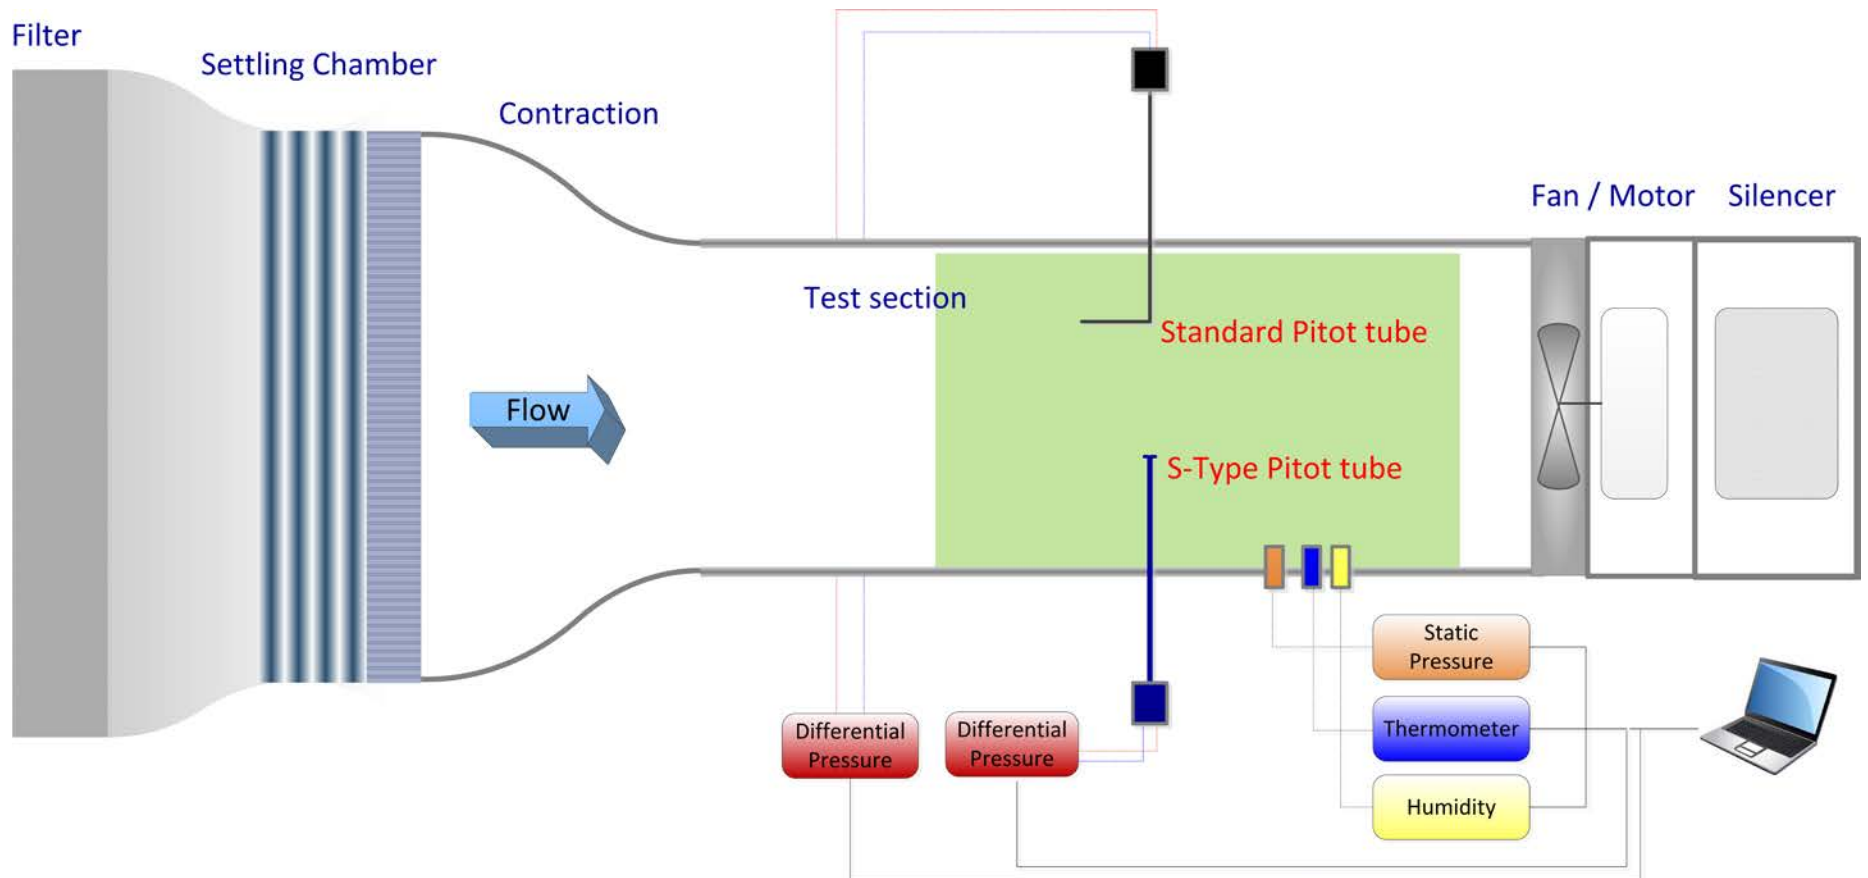 Filter
Settling Chamber
Contraction
Fan / Motor
Silencer
Test section
Standard Pitot tube
Flow
S-Type Pitot tube
Static
Pressure
Differential
Pressure
Differential
Pressure
Thermometer
Humidity